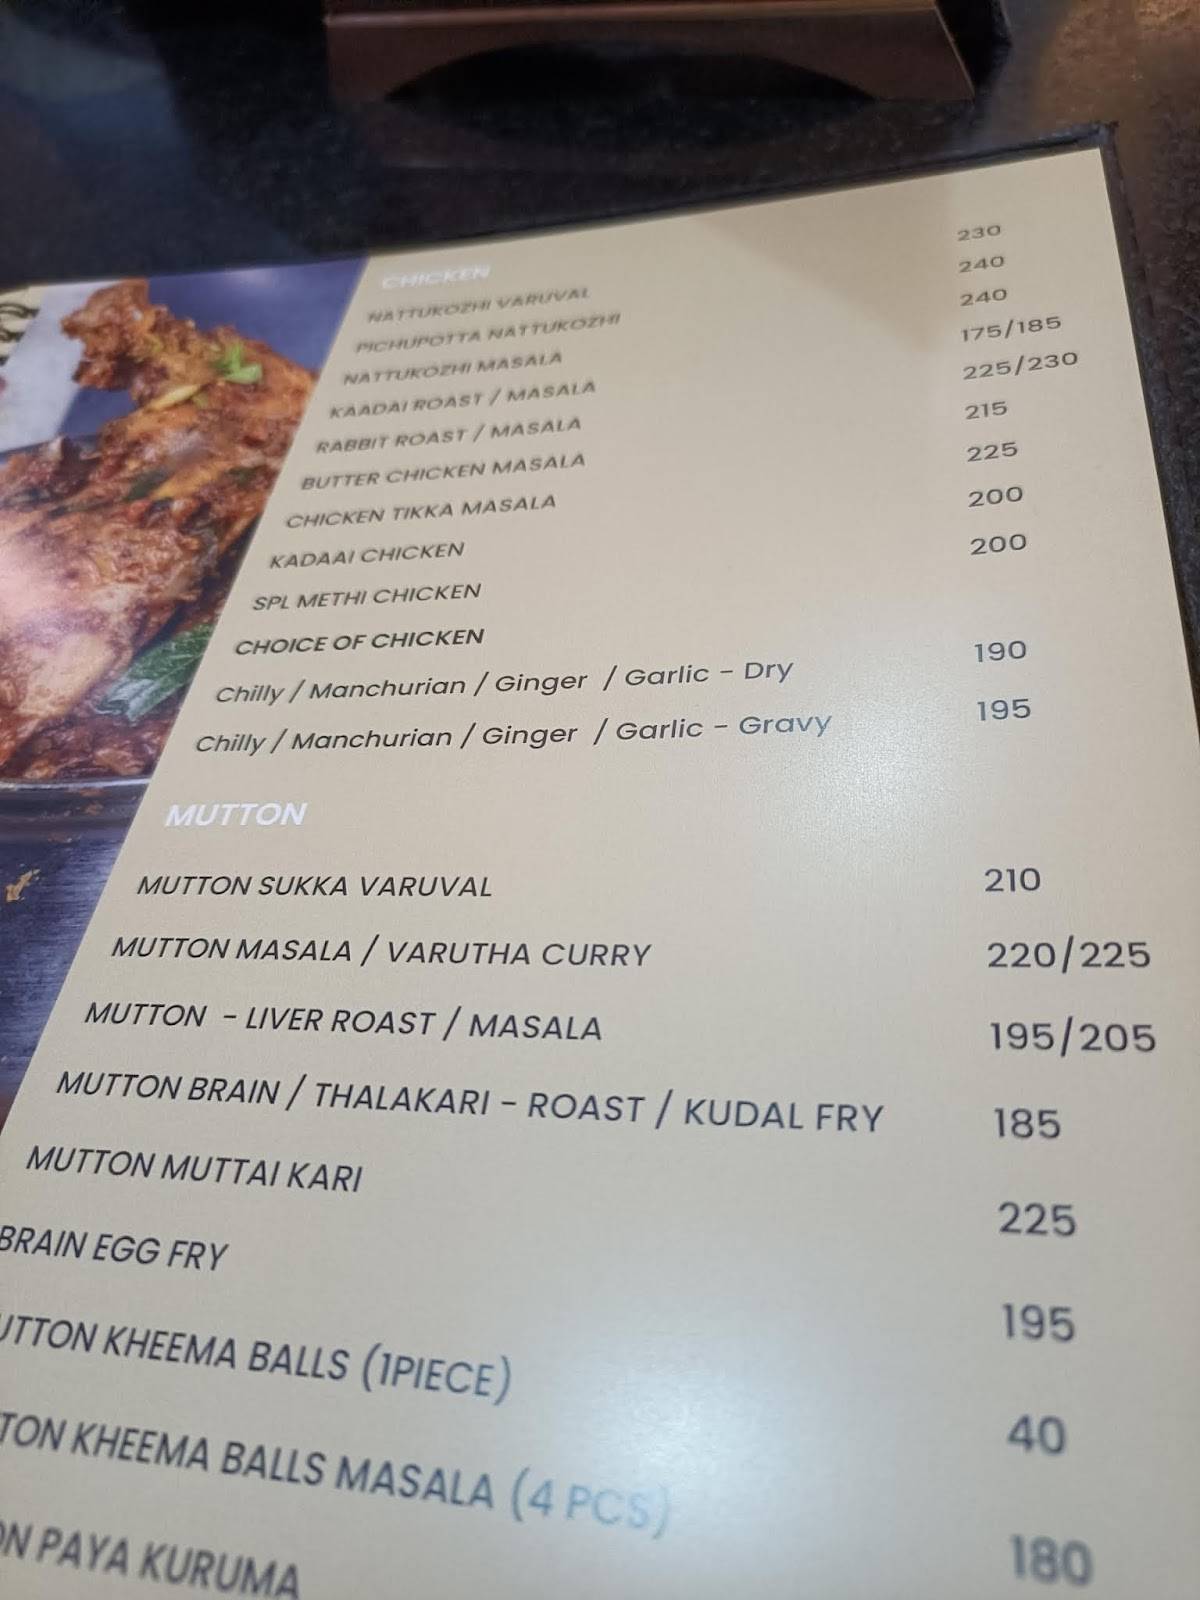 CHICKEN
NATTUKOZHI VARUVAL 230
PICHUPOTTA NATTUKOZHI 240
NATTUKOZHI MASALA 240
KAADAI ROAST / MASALA 175/185
RABBIT ROAST / MASALA 225/230
BUTTER CHICKEN MASALA 215
CHICKEN TIKKA MASALA 225
KADAAI CHICKEN 200
SPL METHI CHICKEN 200
CHOICE OF CHICKEN
Chilly / Manchurian / Ginger / Garlic - Dry 190
Chilly / Manchurian / Ginger / Garlic - Gravy 195
MUTTON
MUTTON SUKKA VARUVAL 210
MUTTON MASALA / VARUTHA CURRY 220/225
MUTTON - LIVER ROAST / MASALA 195/205
MUTTON BRAIN / THALAKARI - ROAST / KUDAL FRY 185
MUTTON MUTTAI KARI 225
BRAIN EGG FRY 195
UTTON KHEEMA BALLS (1PIECE) 40
TON KHEEMA BALLS MASALA (4 PCS) 180
ON PAYA KURUMA